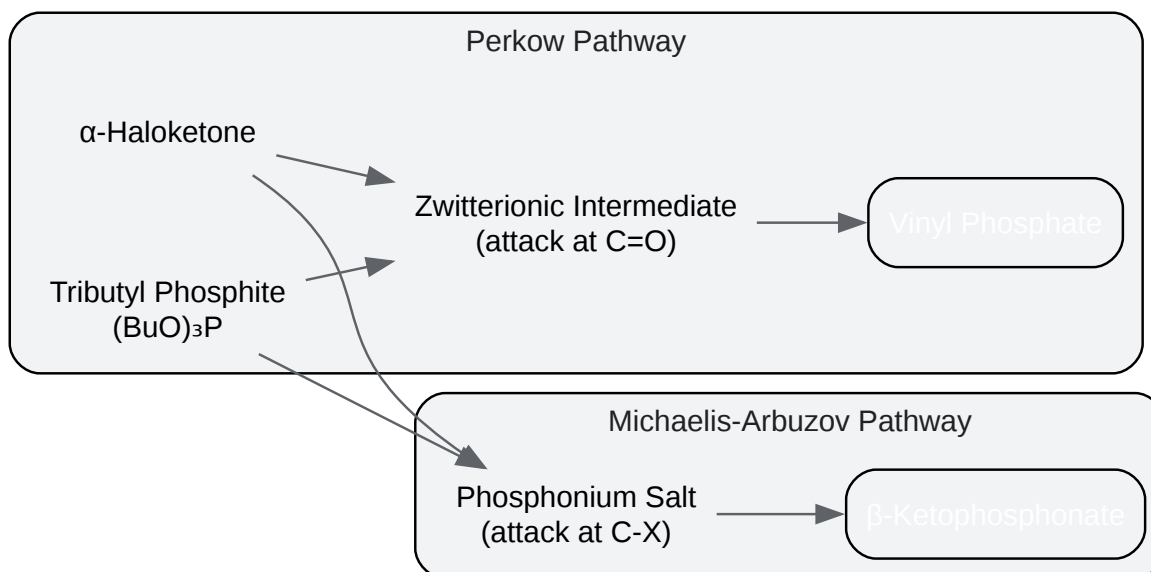 Perkow Pathway
α-Haloketone
Zwitterionic Intermediate
(attack at C=O)
Vinyl Phosphate
Tributyl Phosphite
(BuO)₃P
Michaelis-Arbuzov Pathway
Phosphonium Salt
(attack at C-X)
β-Ketophosphonate